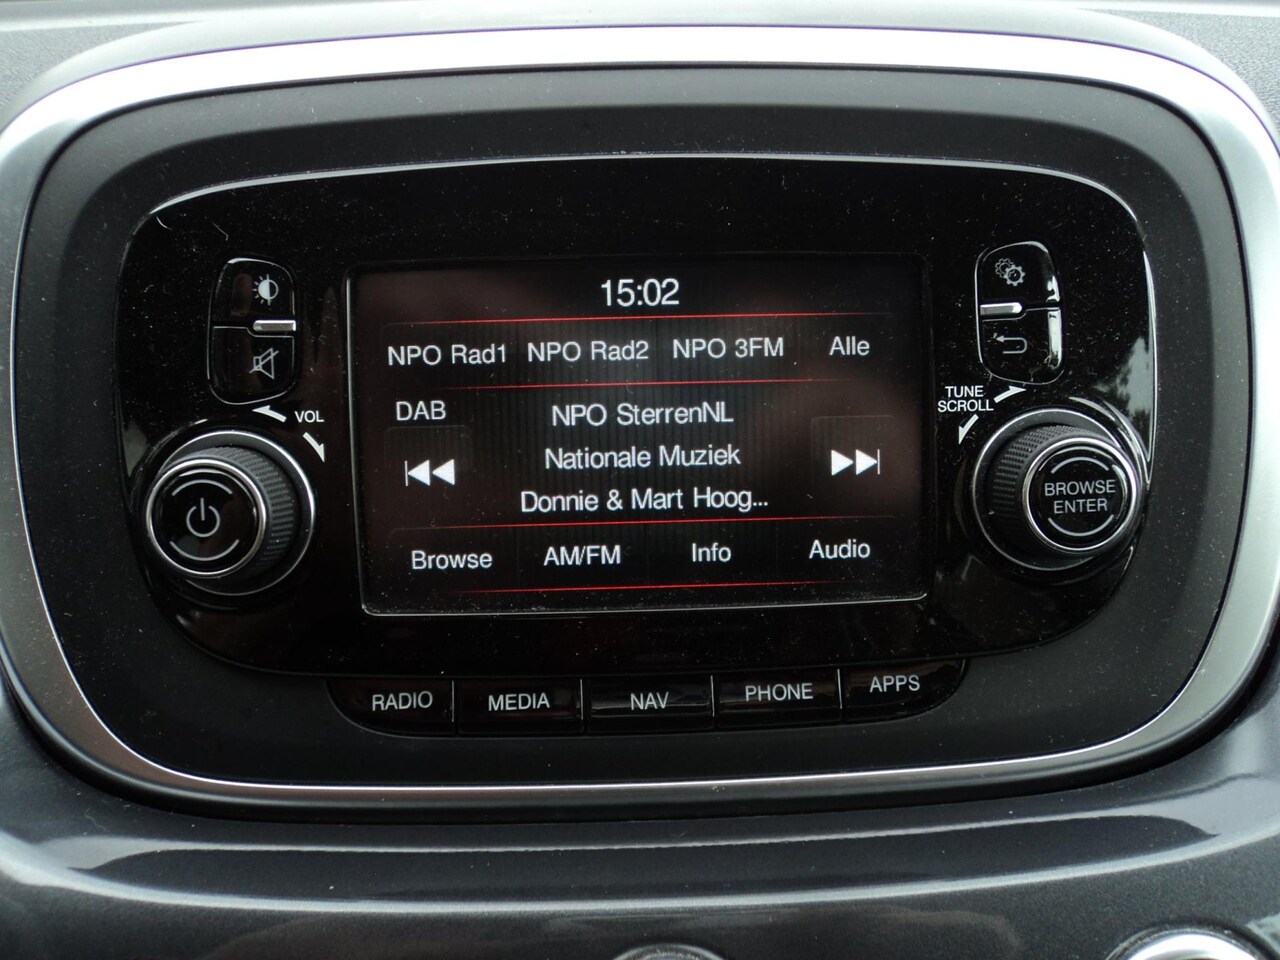 15:02
NPO Rad1 NPO Rad2 NPO 3FM Alle
DAB
NPO SterrenNL
Nationale Muziek
Donnie & Mart Hoog...
Browse AM/FM Info Audio
VOL
TUNE
SCROLL
BROWSE
ENTER
RADIO MEDIA NAV PHONE APPS